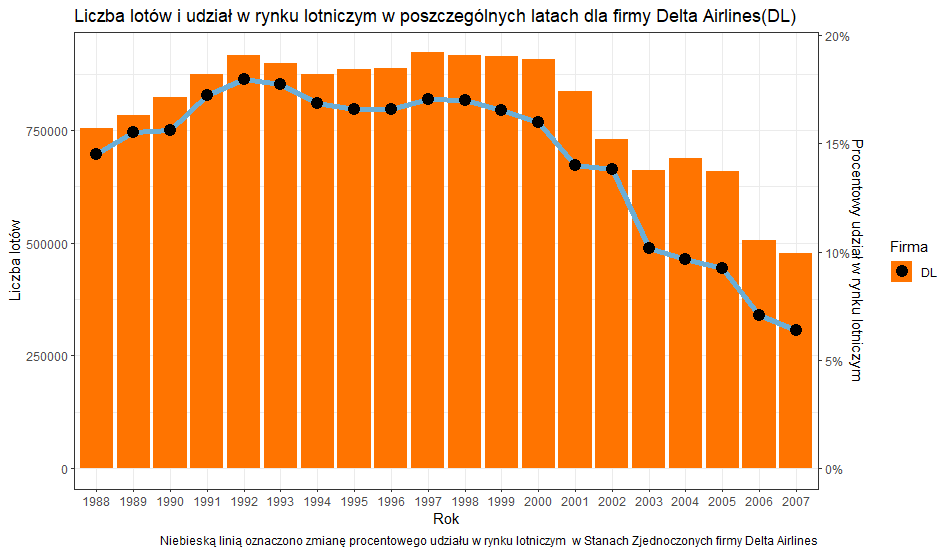 Liczba lotów i udział w rynku lotniczym w poszczególnych latach dla firmy Delta Airlines(DL)
Liczba lotów
750000
500000
250000
0
20%
15%
10%
5%
0%
Procentowy udział w rynku lotniczym
Firma
DL
1988 1989 1990 1991 1992 1993 1994 1995 1996 1997 1998 1999 2000 2001 2002 2003 2004 2005 2006 2007
Rok
Niebieską linią oznaczono zmianę procentowego udziału w rynku lotniczym w Stanach Zjednoczonych firmy Delta Airlines